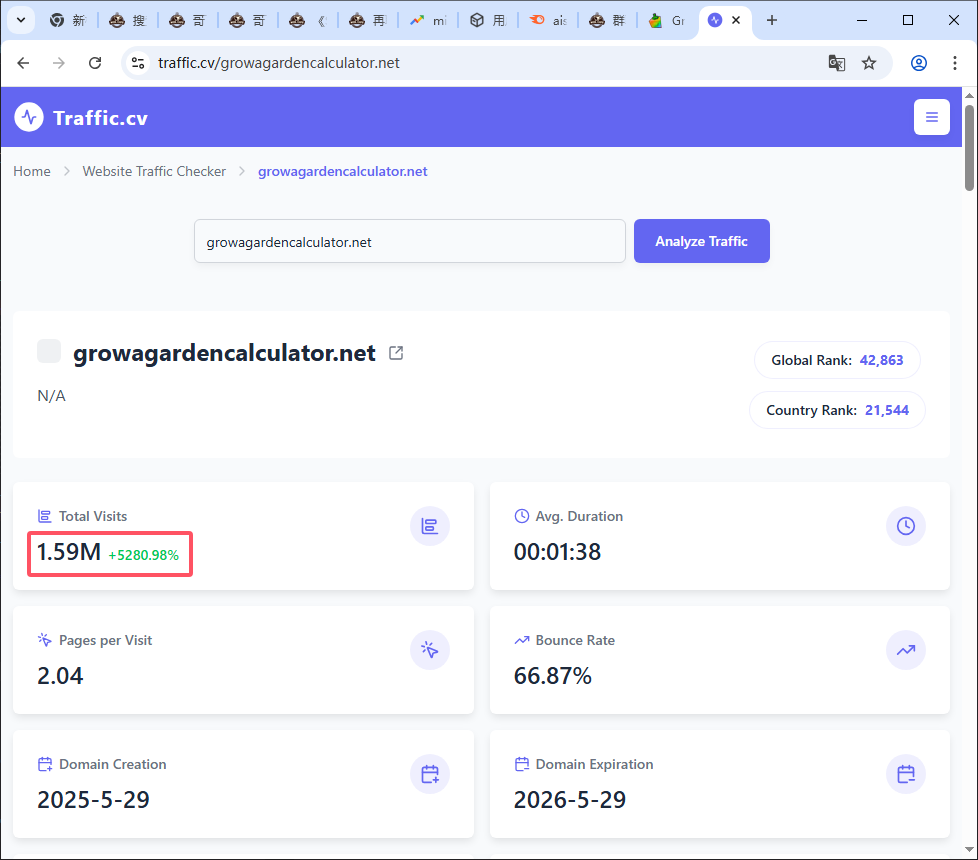 新
搜
哥
哥
《
再
mi
用
ais
群
Gr
traffic.cv/growagardencalculator.net
Traffic.cv
Home > Website Traffic Checker > growagardencalculator.net
growagardencalculator.net
Analyze Traffic
growagardencalculator.net
Global Rank: 42,863
N/A
Country Rank: 21,544
Total Visits
1.59M +5280.98%
Avg. Duration
00:01:38
Pages per Visit
2.04
Bounce Rate
66.87%
Domain Creation
2025-5-29
Domain Expiration
2026-5-29